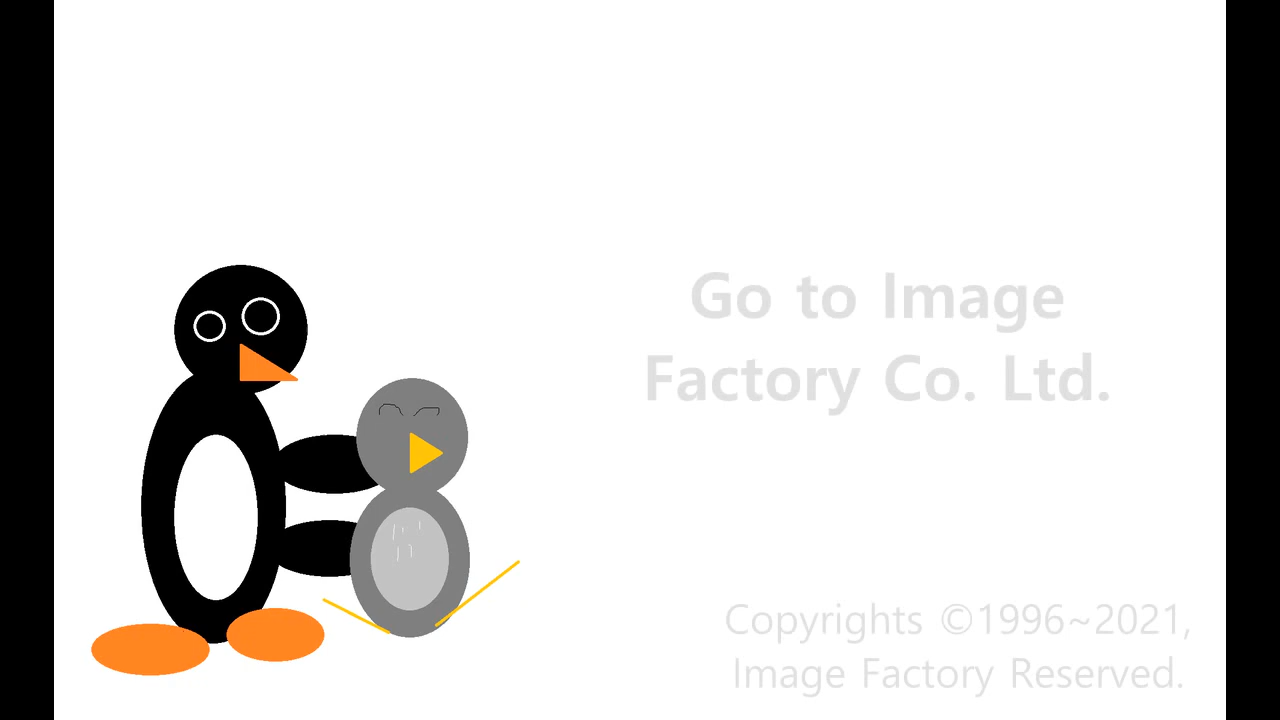 Go to Image
Factory Co. Ltd.
Copyrights ©1996~2021,
Image Factory Reserved.